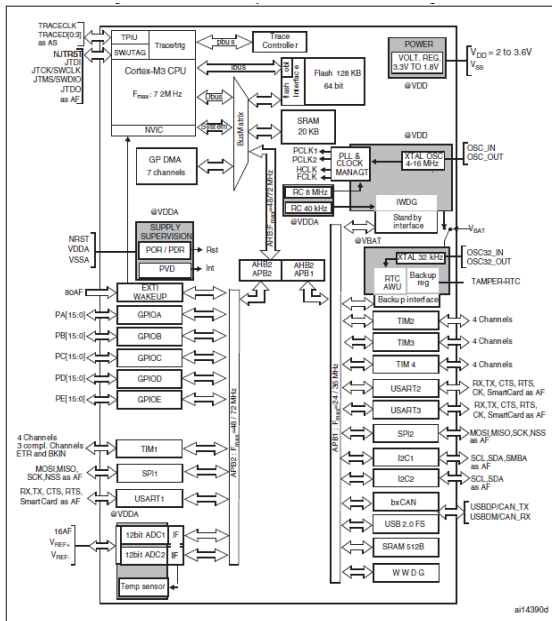 TRACECLK
TRACED[0:3]
as AS
NJTRST
JTDI
JTCK/SWCLK
JTMS/SWDIO
JTDO
as AF
TPIU
SW/JTAG
Trace/trig
Cortex-M3 CPU
Fmax: 7 2MHz
NVIC
pbus
Trace
Controller
Ibus
Dbus
System
BusMatrix
obl
flash
Interface
Flash 128 KB
64 bit
SRAM
20 KB
GP DMA
7 channels
POWER
VOLT. REG.
3.3V TO 1.8V
@VDD
VDD = 2 to 3.6V
VSS
@VDD
PCLK1
PCLK2
HCLK
FCLK
PLL &
CLOCK
MANAGT
XTAL OSC
4-16 MHz
OSC_IN
OSC_OUT
RC 8 MHz
RC 40 kHz
@VDDA
IWDG
Standby
interface
VBAT
@VBAT
XTAL 32 kHz
OSC32_IN
OSC32_OUT
RTC
AWU
Backup
reg
TAMPER-RTC
Backup interface
AHB:Fmax=48/72 MHz
@VDDA
SUPPLY
SUPERVISION
POR / PDR
PVD
NRST
VDDA
VSSA
Rst
Int
AHB2
APB2
AHB2
APB1
80AF
EXTI
WAKEUP
PA[15:0]
GPIOA
PB[15:0]
GPIOB
PC[15:0]
GPIOC
PD[15:0]
GPIOD
PE[15:0]
GPIOE
APB2 : Fmax=48 / 72 MHz
APB1 : Fmax=24 / 36 MHz
4 Channels
3 compl. Channels
ETR and BKIN
TIM1
MOSI,MISO,
SCK,NSS as AF
SPI1
RX,TX, CTS, RTS,
SmartCard as AF
USART1
@VDDA
16AF
VREF+
VREF-
12bit ADC1
IF
12bit ADC2
IF
Temp sensor
TIM2
4 Channels
TIM3
4 Channels
TIM 4
4 Channels
USART2
RX,TX, CTS, RTS,
CK, SmartCard as AF
USART3
RX,TX, CTS, RTS,
CK, SmartCard as AF
SPI2
MOSI,MISO,SCK,NSS
as AF
I2C1
SCL,SDA,SMBA
as AF
I2C2
SCL,SDA
as AF
bxCAN
USBDP/CAN_TX
USBDM/CAN_RX
USB 2.0 FS
SRAM 512B
WWDG
ai14390d